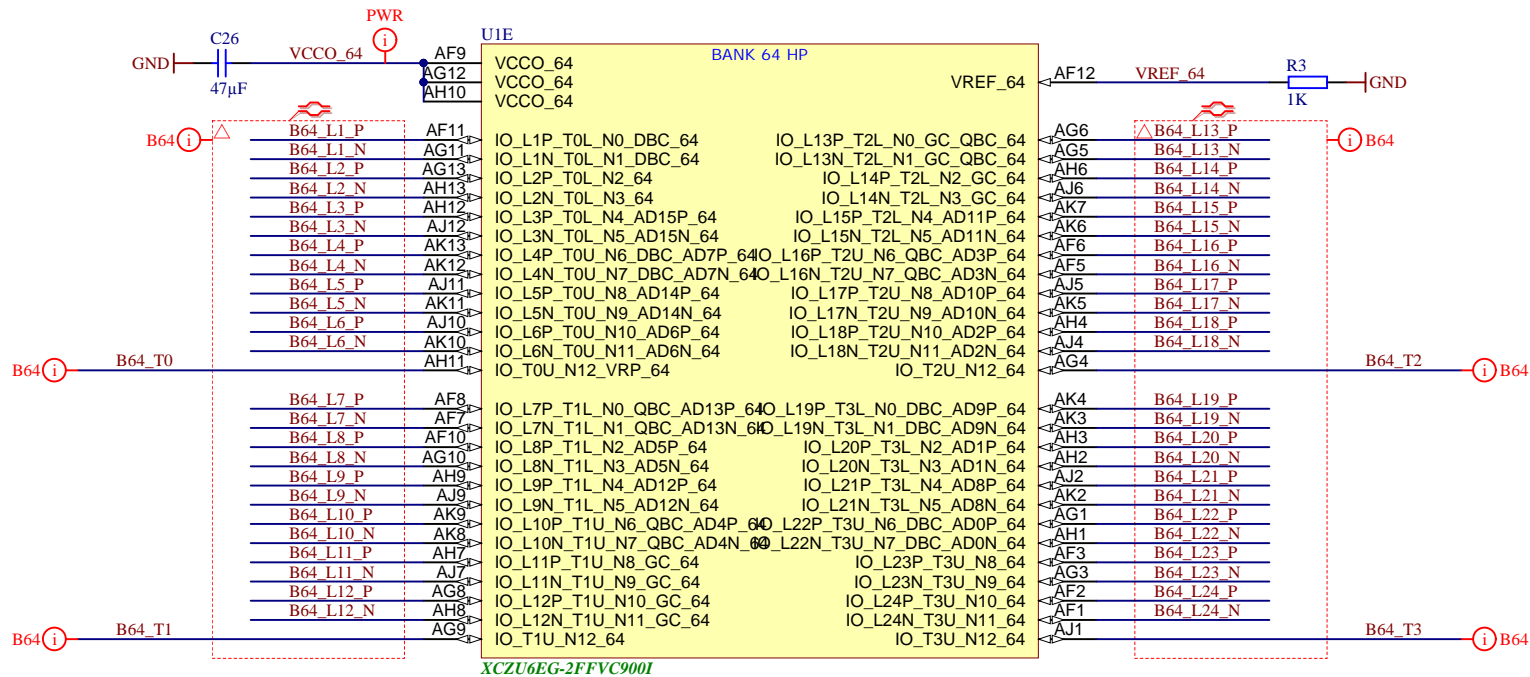 PWR
U1E
BANK 64 HP
C26
GND
47µF
VCCO_64
AF9 VCCO_64
AG12 VCCO_64
AH10 VCCO_64
VREF_64 AF12 VREF_64
R3
1K
GND
B64 i
B64_L1_P AF11 IO_L1P_T0L_N0_DBC_64
B64_L1_N AG11 IO_L1N_T0L_N1_DBC_64
B64_L2_P AG13 IO_L2P_T0L_N2_64
B64_L2_N AH13 IO_L2N_T0L_N3_64
B64_L3_P AH12 IO_L3P_T0L_N4_AD15P_64
B64_L3_N AJ12 IO_L3N_T0L_N5_AD15N_64
B64_L4_P AK13 IO_L4P_T0U_N6_DBC_AD7P_64
B64_L4_N AK12 IO_L4N_T0U_N7_DBC_AD7N_64
B64_L5_P AJ11 IO_L5P_T0U_N8_AD14P_64
B64_L5_N AK11 IO_L5N_T0U_N9_AD14N_64
B64_L6_P AJ10 IO_L6P_T0U_N10_AD6P_64
B64_L6_N AK10 IO_L6N_T0U_N11_AD6N_64
B64 i B64_T0 AH11 IO_T0U_N12_VRP_64
B64_L7_P AF8 IO_L7P_T1L_N0_QBC_AD13P_64
B64_L7_N AF7 IO_L7N_T1L_N1_QBC_AD13N_64
B64_L8_P AF10 IO_L8P_T1L_N2_AD5P_64
B64_L8_N AG10 IO_L8N_T1L_N3_AD5N_64
B64_L9_P AH9 IO_L9P_T1L_N4_AD12P_64
B64_L9_N AJ9 IO_L9N_T1L_N5_AD12N_64
B64_L10_P AK9 IO_L10P_T1U_N6_QBC_AD4P_64
B64_L10_N AK8 IO_L10N_T1U_N7_QBC_AD4N_64
B64_L11_P AH7 IO_L11P_T1U_N8_GC_64
B64_L11_N AJ7 IO_L11N_T1U_N9_GC_64
B64_L12_P AG8 IO_L12P_T1U_N10_GC_64
B64_L12_N AH8 IO_L12N_T1U_N11_GC_64
B64 i B64_T1 AG9 IO_T1U_N12_64
IO_L13P_T2L_N0_GC_QBC_64 AG6 B64_L13_P
i B64
IO_L13N_T2L_N1_GC_QBC_64 AG5 B64_L13_N
IO_L14P_T2L_N2_GC_64 AH6 B64_L14_P
IO_L14N_T2L_N3_GC_64 AJ6 B64_L14_N
IO_L15P_T2L_N4_AD11P_64 AK7 B64_L15_P
IO_L15N_T2L_N5_AD11N_64 AK6 B64_L15_N
IO_L16P_T2U_N6_QBC_AD3P_64 AF6 B64_L16_P
IO_L16N_T2U_N7_QBC_AD3N_64 AF5 B64_L16_N
IO_L17P_T2U_N8_AD10P_64 AJ5 B64_L17_P
IO_L17N_T2U_N9_AD10N_64 AK5 B64_L17_N
IO_L18P_T2U_N10_AD2P_64 AH4 B64_L18_P
IO_L18N_T2U_N11_AD2N_64 AJ4 B64_L18_N
IO_T2U_N12_64 AG4 B64_T2 i B64
IO_L19P_T3L_N0_DBC_AD9P_64 AK4 B64_L19_P
IO_L19N_T3L_N1_DBC_AD9N_64 AK3 B64_L19_N
IO_L20P_T3L_N2_AD1P_64 AH3 B64_L20_P
IO_L20N_T3L_N3_AD1N_64 AH2 B64_L20_N
IO_L21P_T3L_N4_AD8P_64 AJ2 B64_L21_P
IO_L21N_T3L_N5_AD8N_64 AK2 B64_L21_N
IO_L22P_T3U_N6_DBC_AD0P_64 AG1 B64_L22_P
IO_L22N_T3U_N7_DBC_AD0N_64 AH1 B64_L22_N
IO_L23P_T3U_N8_64 AF3 B64_L23_P
IO_L23N_T3U_N9_64 AG3 B64_L23_N
IO_L24P_T3U_N10_64 AF2 B64_L24_P
IO_L24N_T3U_N11_64 AF1 B64_L24_N
IO_T3U_N12_64 AJ1 B64_T3 i B64
XCZU6EG-2FFVC900I